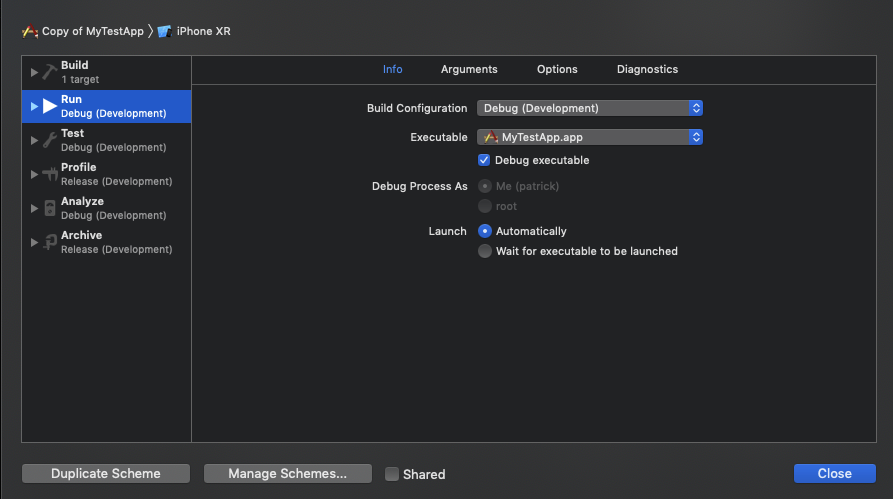 Copy of MyTestApp iPhone XR
Build
1 target
Run
Debug (Development)
Test
Debug (Development)
Profile
Release (Development)
Analyze
Debug (Development)
Archive
Release (Development)
Info Arguments Options Diagnostics
Build Configuration Debug (Development)
Executable MyTestApp.app
Debug executable
Debug Process As Me (patrick)
root
Launch Automatically
Wait for executable to be launched
Duplicate Scheme Manage Schemes... Shared Close